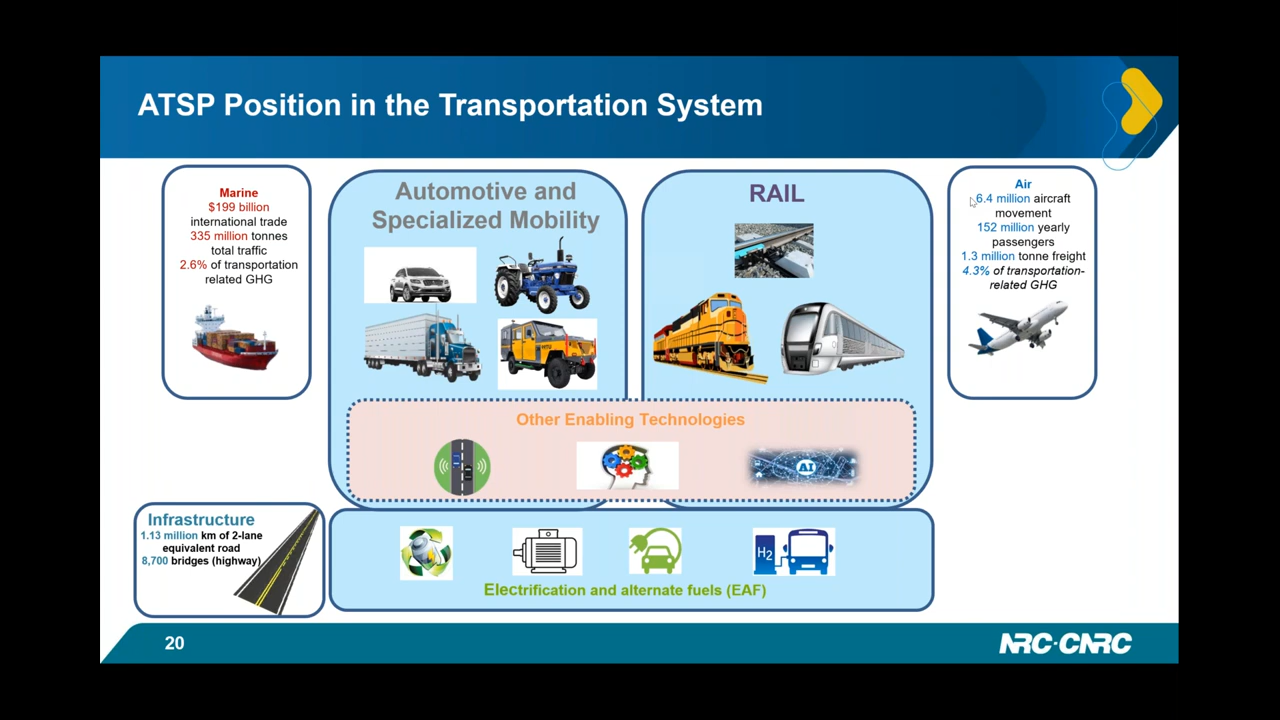 ATSP Position in the Transportation System
Marine
$199 billion
international trade
335 million tonnes
total traffic
2.6% of transportation
related GHG
Automotive and
Specialized Mobility
RAIL
Air
6.4 million aircraft
movement
152 million yearly
passengers
1.3 million tonne freight
4.3% of transportation-
related GHG
Other Enabling Technologies
AI
Infrastructure
1.13 million km of 2-lane
equivalent road
8,700 bridges (highway)
H2
Electrification and alternate fuels (EAF)
20
NRC·CNRC